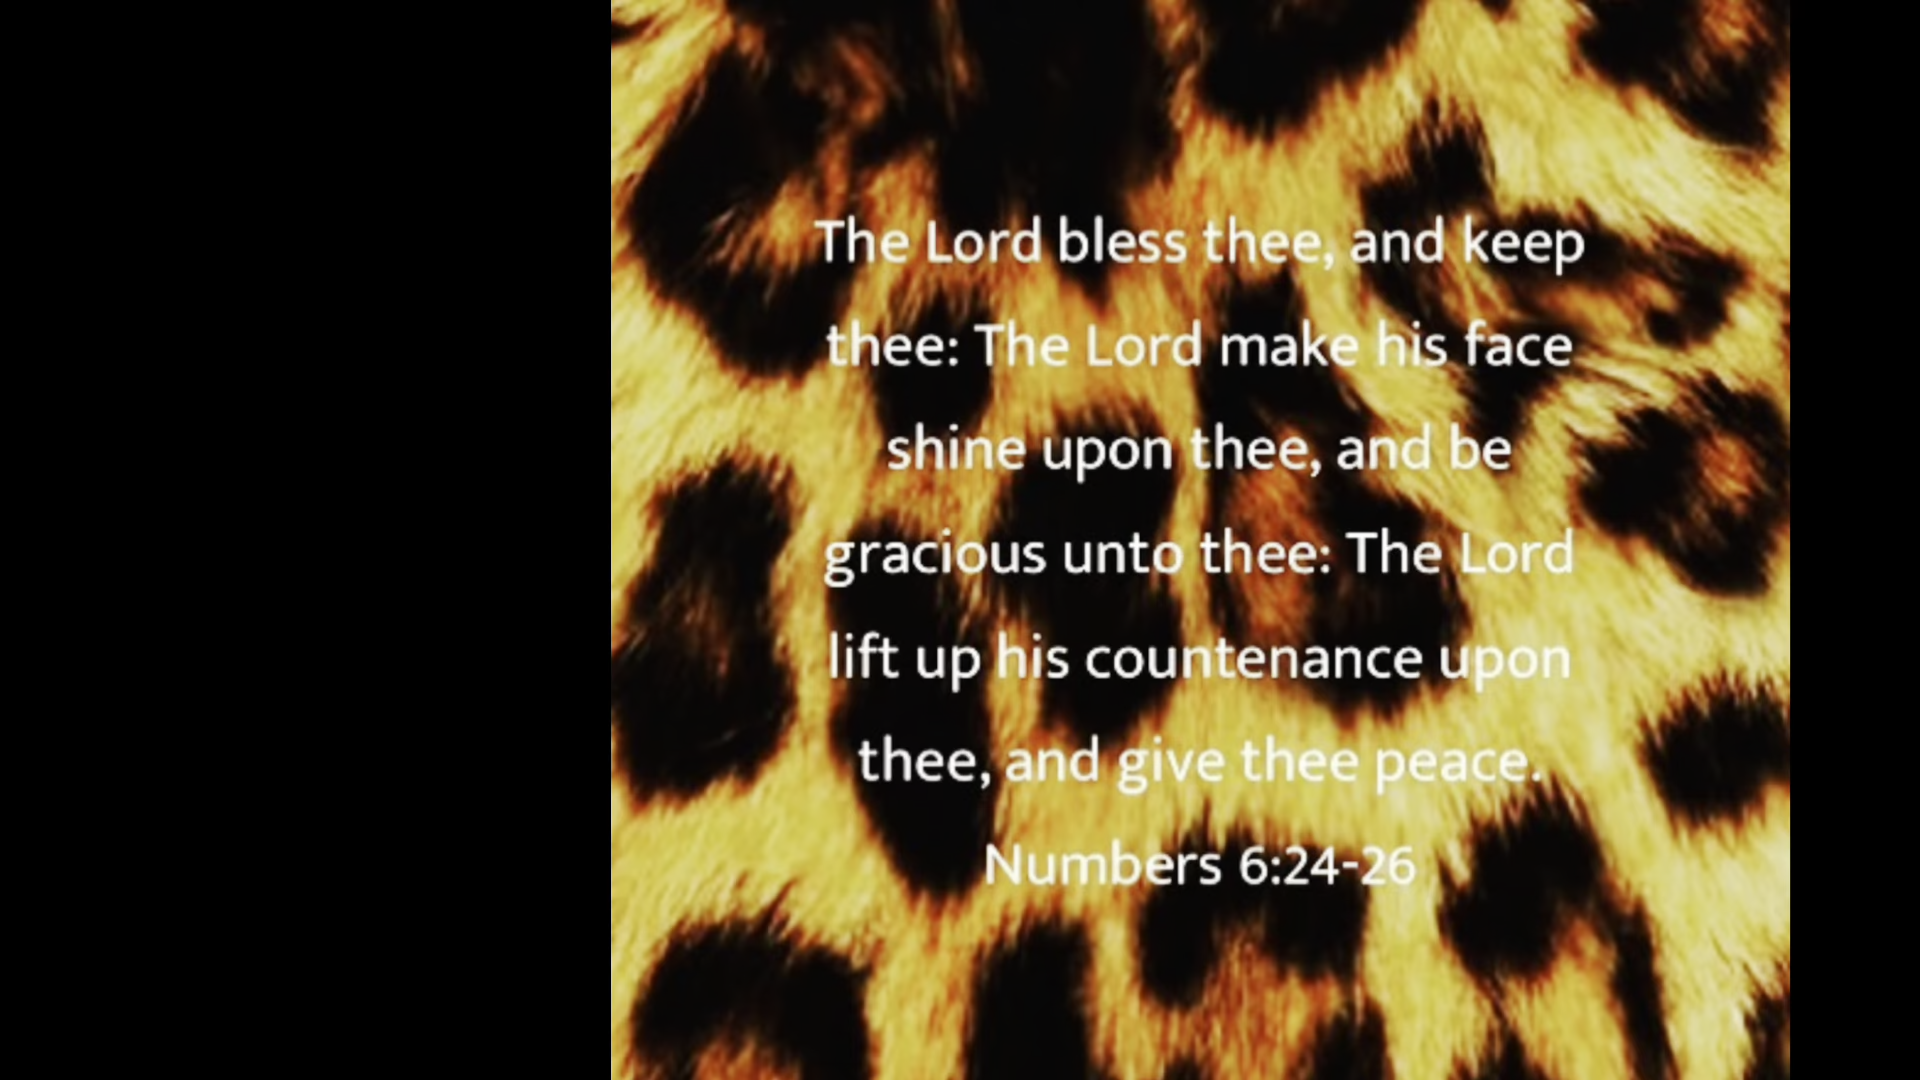 The Lord bless thee, and keep
thee: The Lord make his face
shine upon thee, and be
gracious unto thee: The Lord
lift up his countenance upon
thee, and give thee peace.
Numbers 6:24-26